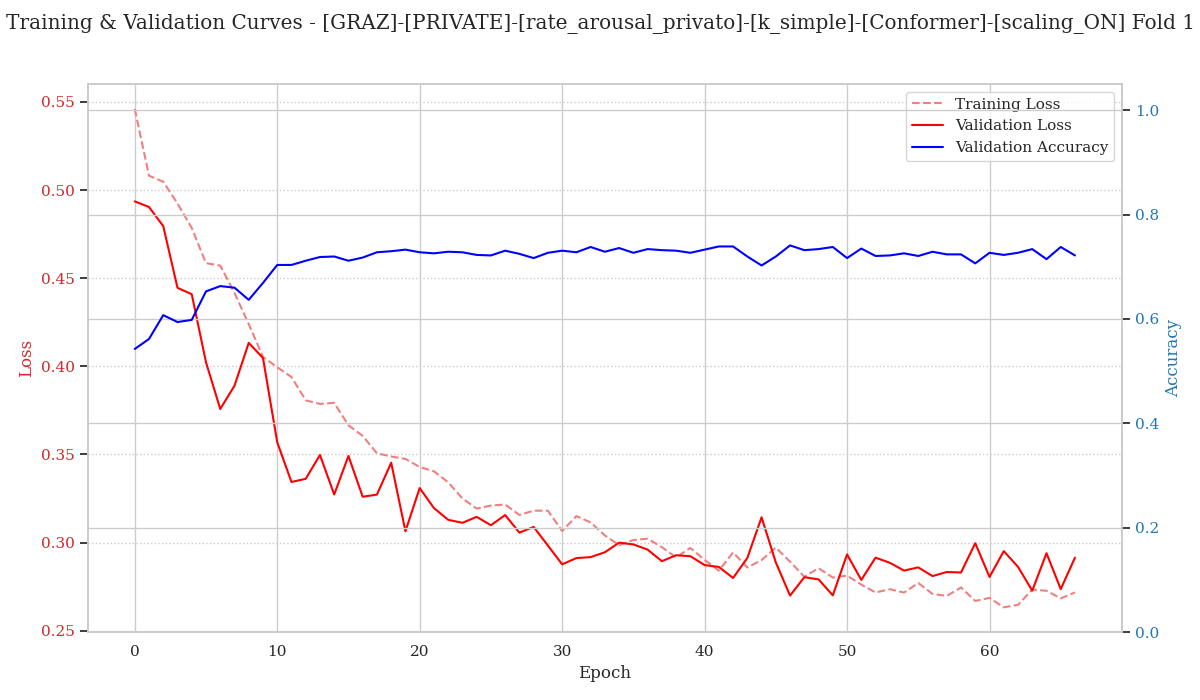 Training & Validation Curves - [GRAZ]-[PRIVATE]-[rate_arousal_privato]-[k_simple]-[Conformer]-[scaling_ON] Fold 1
Training Loss
Validation Loss
Validation Accuracy
Loss
0.55
0.50
0.45
0.40
0.35
0.30
0.25
1.0
0.8
0.6
0.4
0.2
0.0
Accuracy
0 10 20 30 40 50 60
Epoch